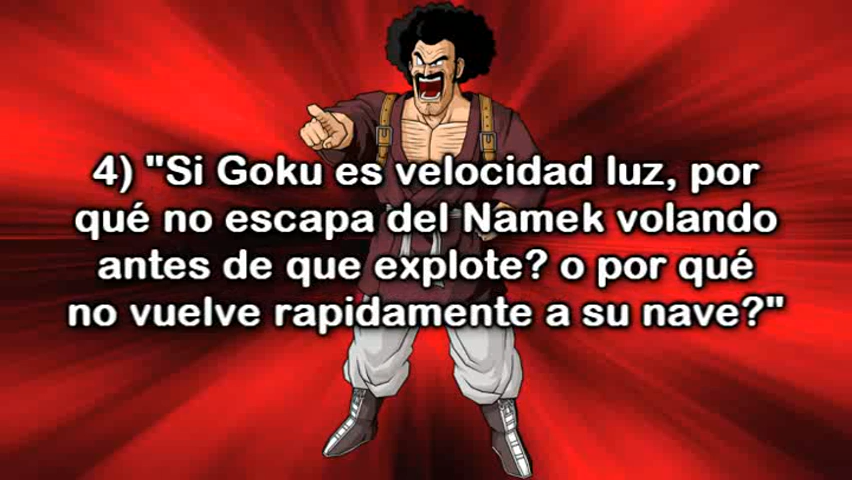 4) "Si Goku es velocidad luz, por
qué no escapa del Namek volando
antes de que explote? o por qué
no vuelve rapidamente a su nave?"